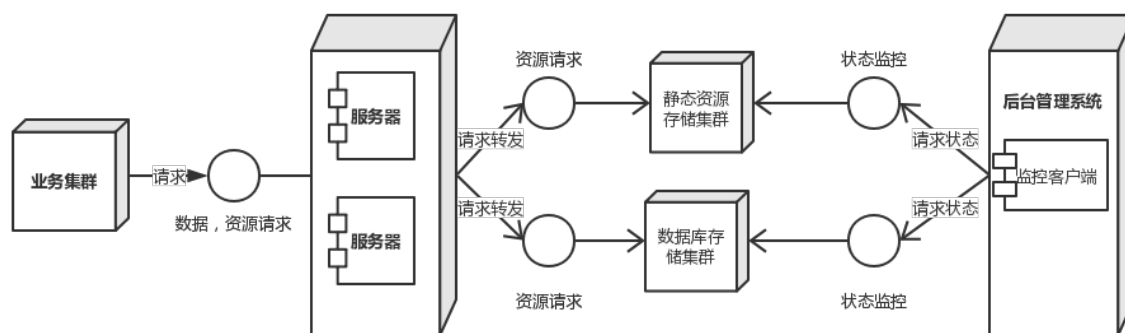 业务集群
请求
数据，资源请求
服务器
服务器
请求转发
请求转发
资源请求
资源请求
静态资源
存储集群
数据库存
储集群
状态监控
状态监控
请求状态
请求状态
后台管理系统
监控客户端